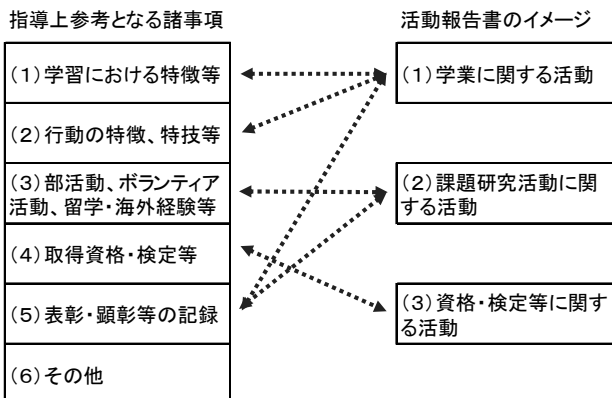 指導上参考となる諸事項
(1)学習における特徴等
(2)行動の特徴、特技等
(3)部活動、ボランティア
活動、留学・海外経験等
(4)取得資格・検定等
(5)表彰・顕彰等の記録
(6)その他
活動報告書のイメージ
(1)学業に関する活動
(2)課題研究活動に関
する活動
(3)資格・検定等に関す
る活動